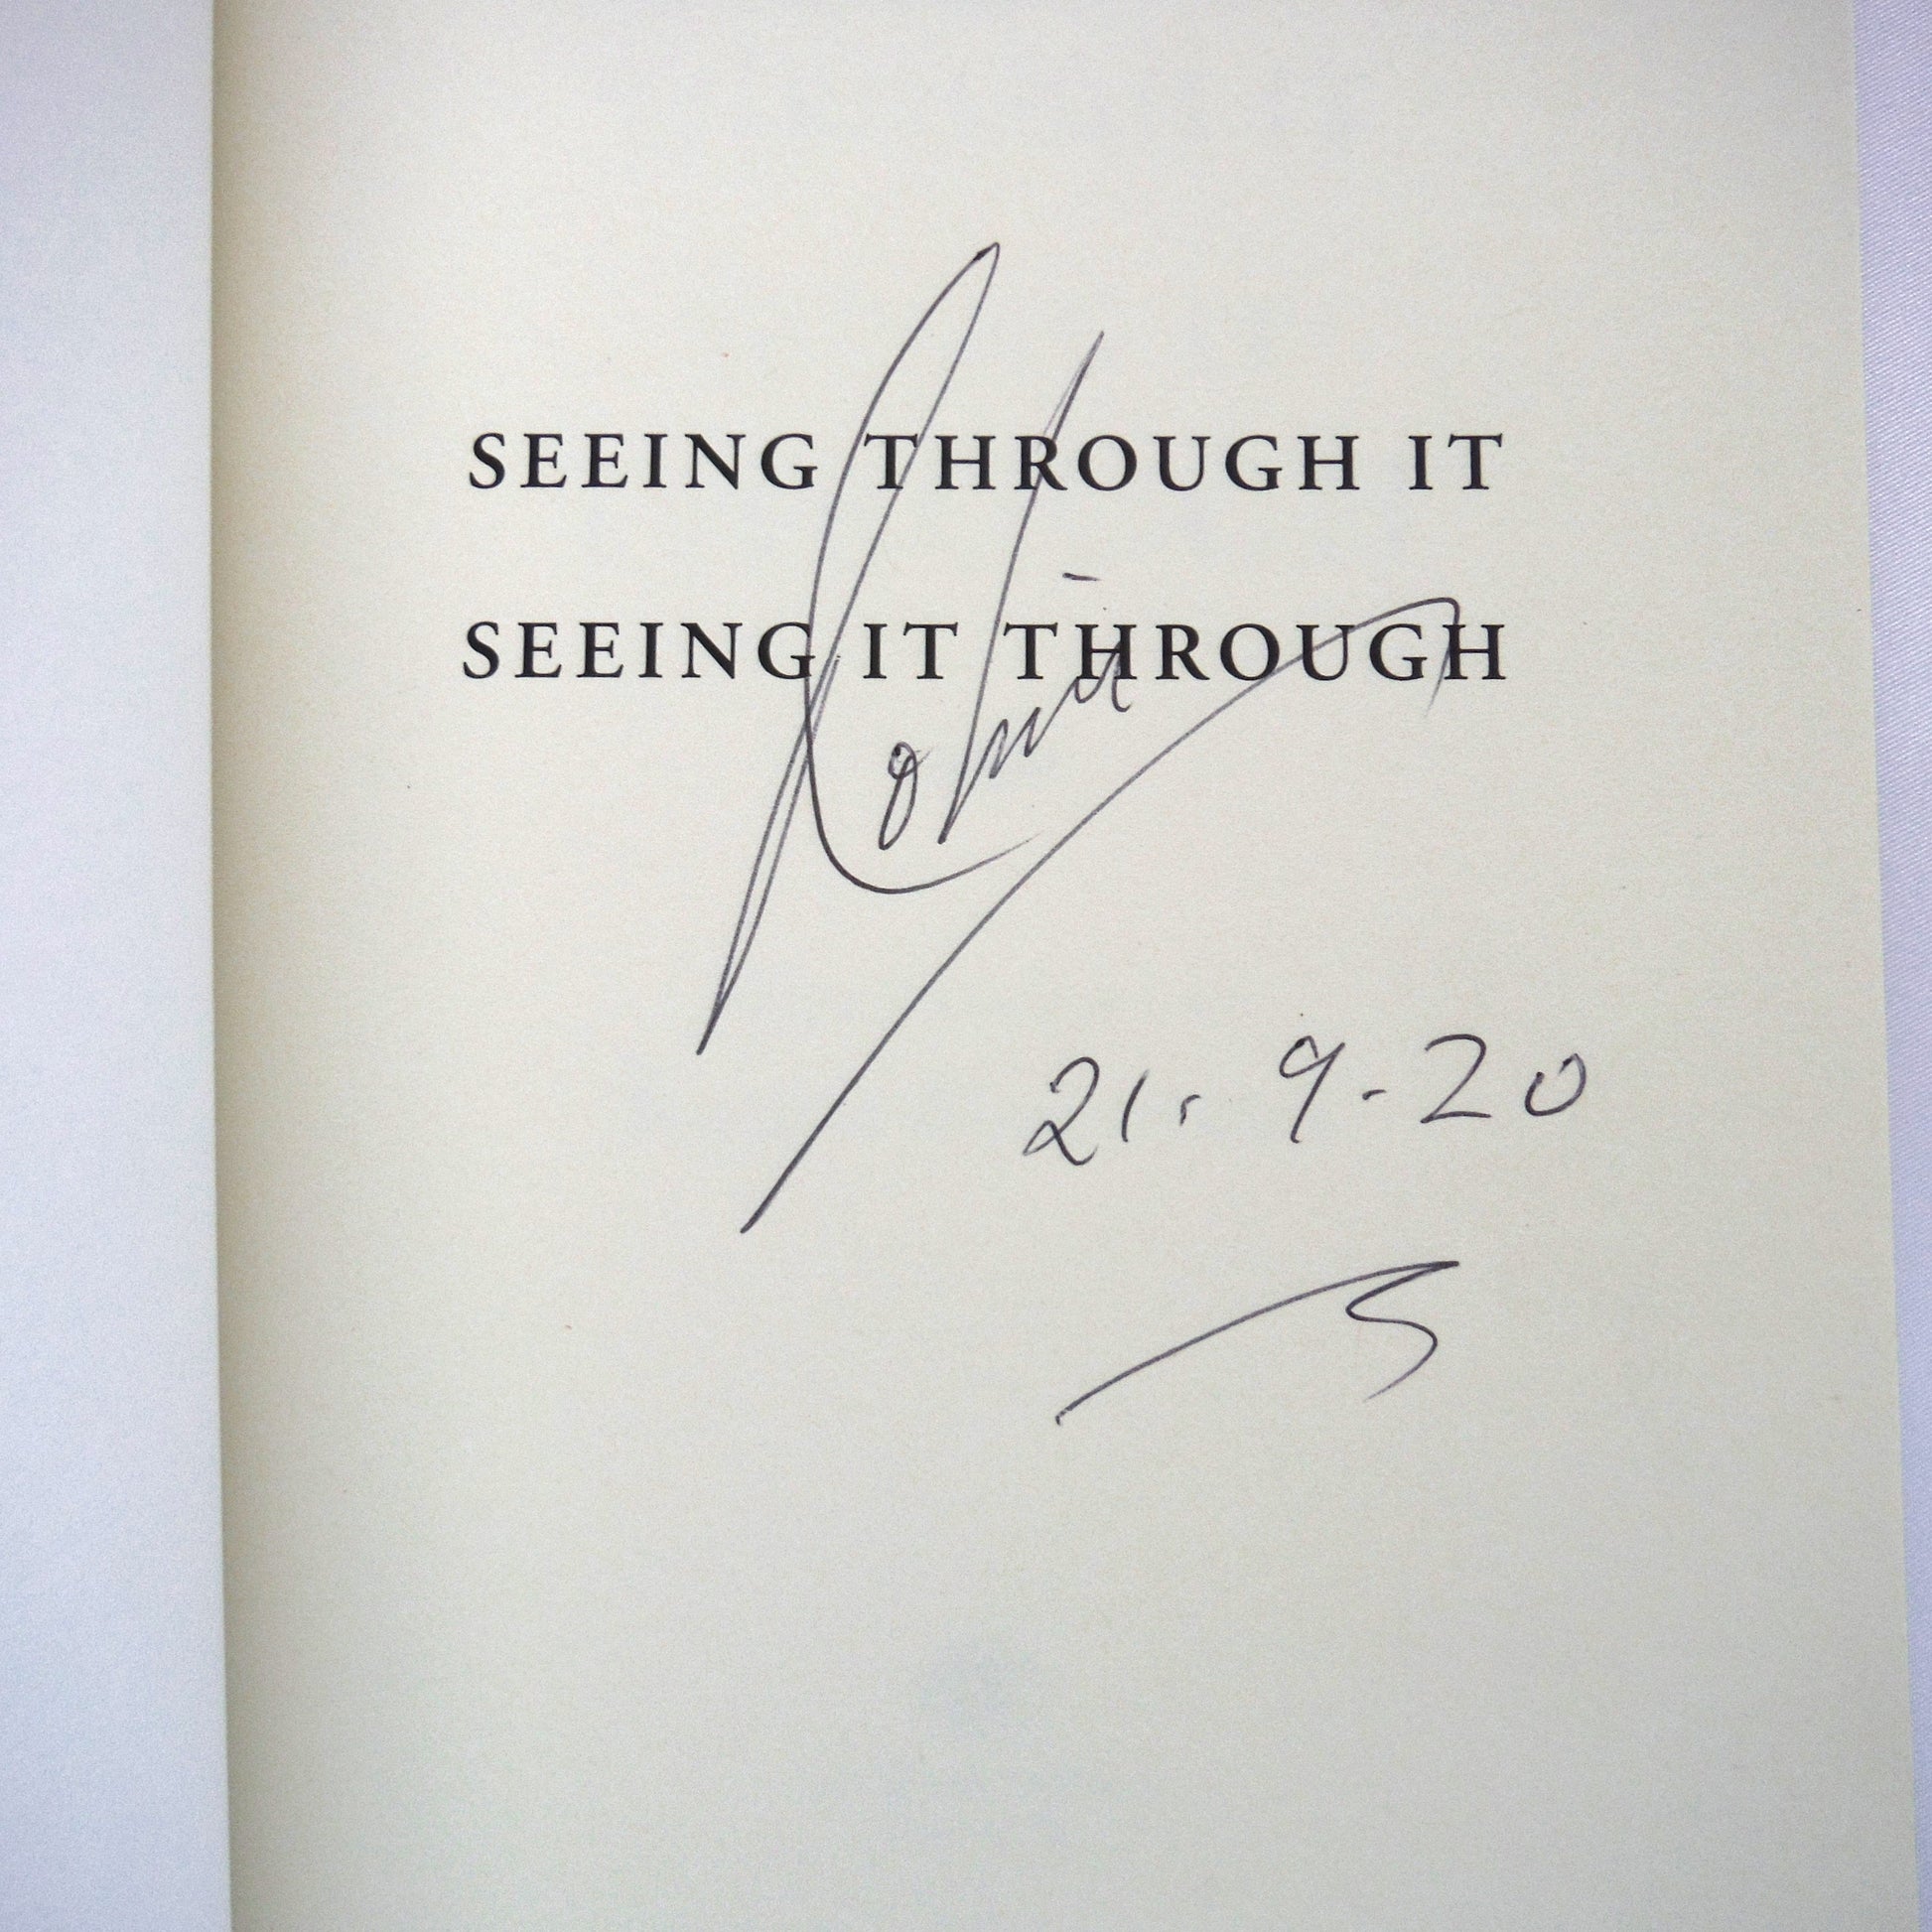 SEEING THROUGH IT
SEEING IT THROUGH
21. 9-20